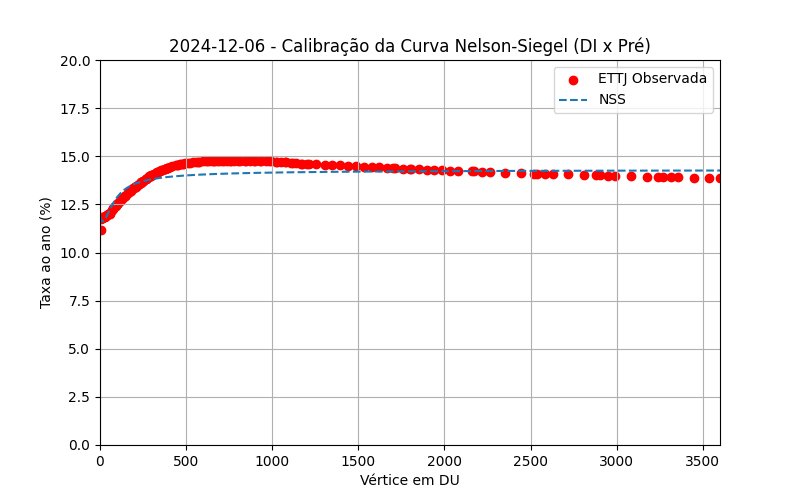 2024-12-06 - Calibração da Curva Nelson-Siegel (DI x Pré)
20.0
17.5
15.0
12.5
10.0
7.5
5.0
2.5
0.0
Taxa ao ano (%)
ETTJ Observada
NSS
0 500 1000 1500 2000 2500 3000 3500
Vértice em DU